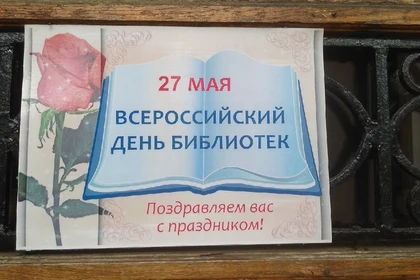 27 МАЯ
ВСЕРОССИЙСКИЙ
ДЕНЬ БИБЛИОТЕК
Поздравляем вас
с праздником!